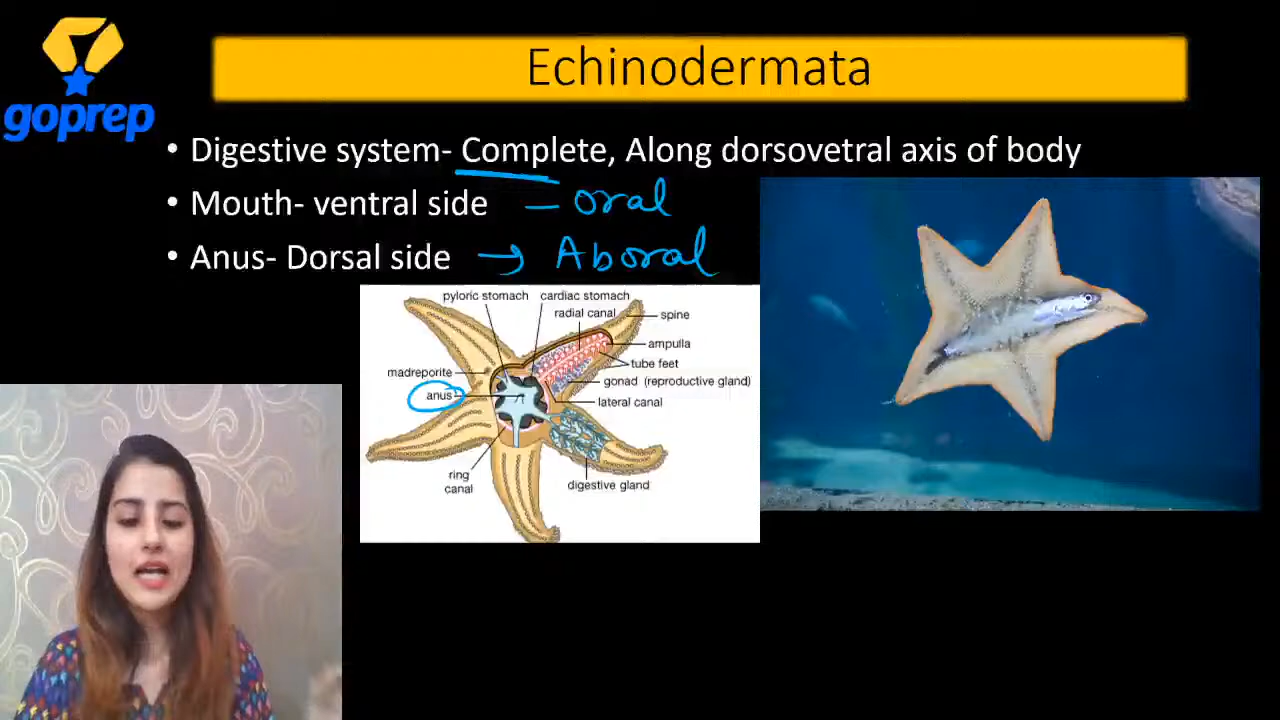 goprep
Echinodermata
• Digestive system- Complete, Along dorsovetral axis of body
• Mouth- ventral side – oral
• Anus- Dorsal side → Aboral
pyloric stomach
cardiac stomach
radial canal
spine
ampulla
tube feet
madreporite
gonad (reproductive gland)
anus
lateral canal
ring
canal
digestive gland